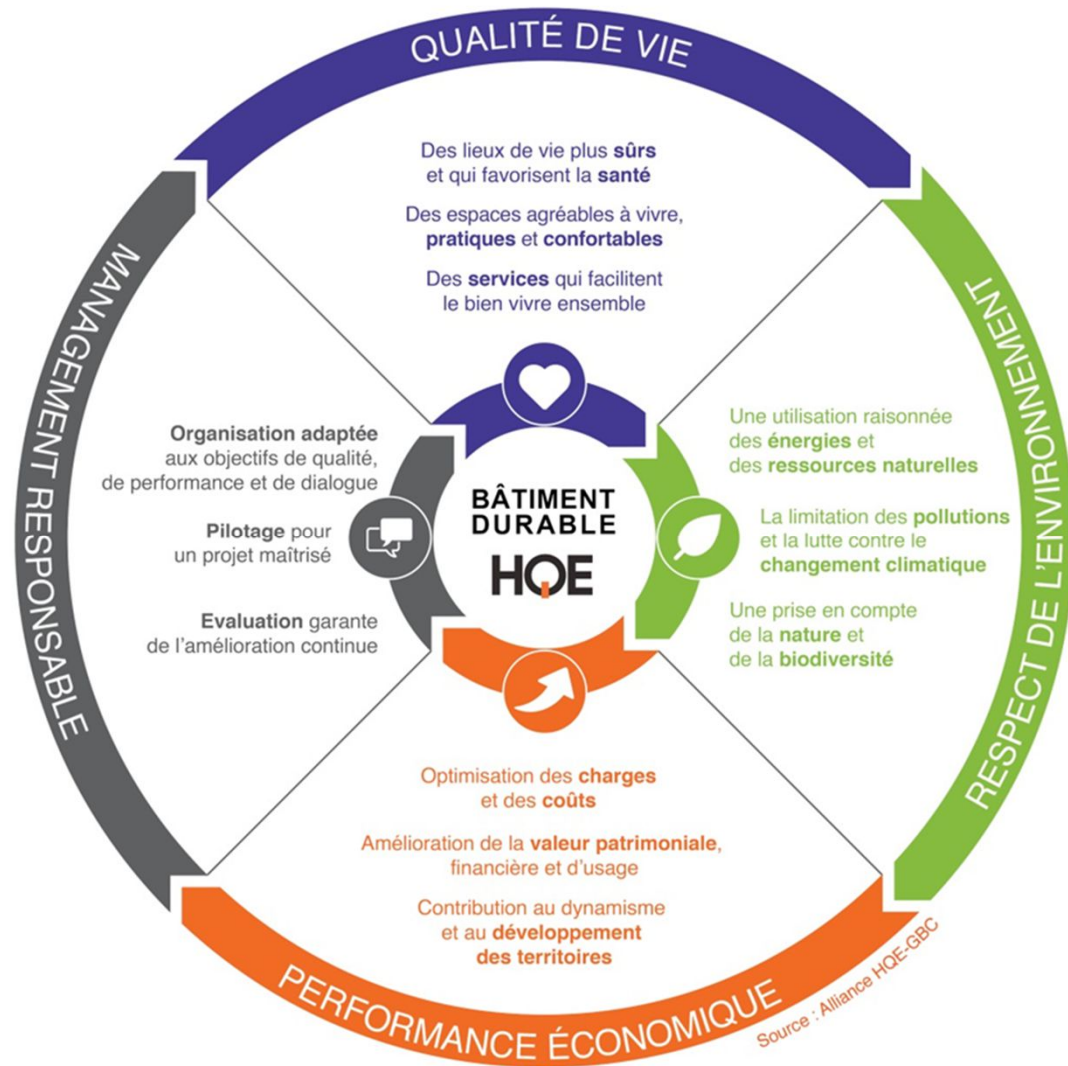 QUALITÉ DE VIE
Des lieux de vie plus sûrs
et qui favorisent la santé
Des espaces agréables à vivre,
pratiques et confortables
Des services qui facilitent
le bien vivre ensemble
RESPECT DE L'ENVIRONNEMENT
Une utilisation raisonnée
des énergies et
des ressources naturelles
La limitation des pollutions
et la lutte contre le
changement climatique
Une prise en compte
de la nature et
de la biodiversité
MANAGEMENT RESPONSABLE
Organisation adaptée
aux objectifs de qualité,
de performance et de dialogue
Pilotage pour
un projet maîtrisé
Evaluation garante
de l'amélioration continue
BÂTIMENT
DURABLE
HQE
Optimisation des charges
et des coûts
Amélioration de la valeur patrimoniale,
financière et d'usage
Contribution au dynamisme
et au développement
des territoires
PERFORMANCE ÉCONOMIQUE
Source : Alliance HQE-GBC